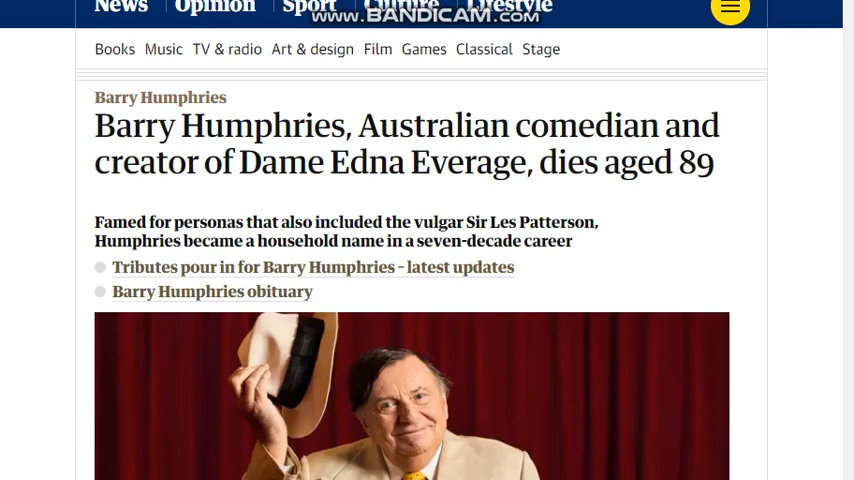 News Opinion Sport Culture Lifestyle
www.BANDICAM.com
Books Music TV & radio Art & design Film Games Classical Stage
Barry Humphries
Barry Humphries, Australian comedian and
creator of Dame Edna Everage, dies aged 89
Famed for personas that also included the vulgar Sir Les Patterson,
Humphries became a household name in a seven-decade career
Tributes pour in for Barry Humphries – latest updates
Barry Humphries obituary